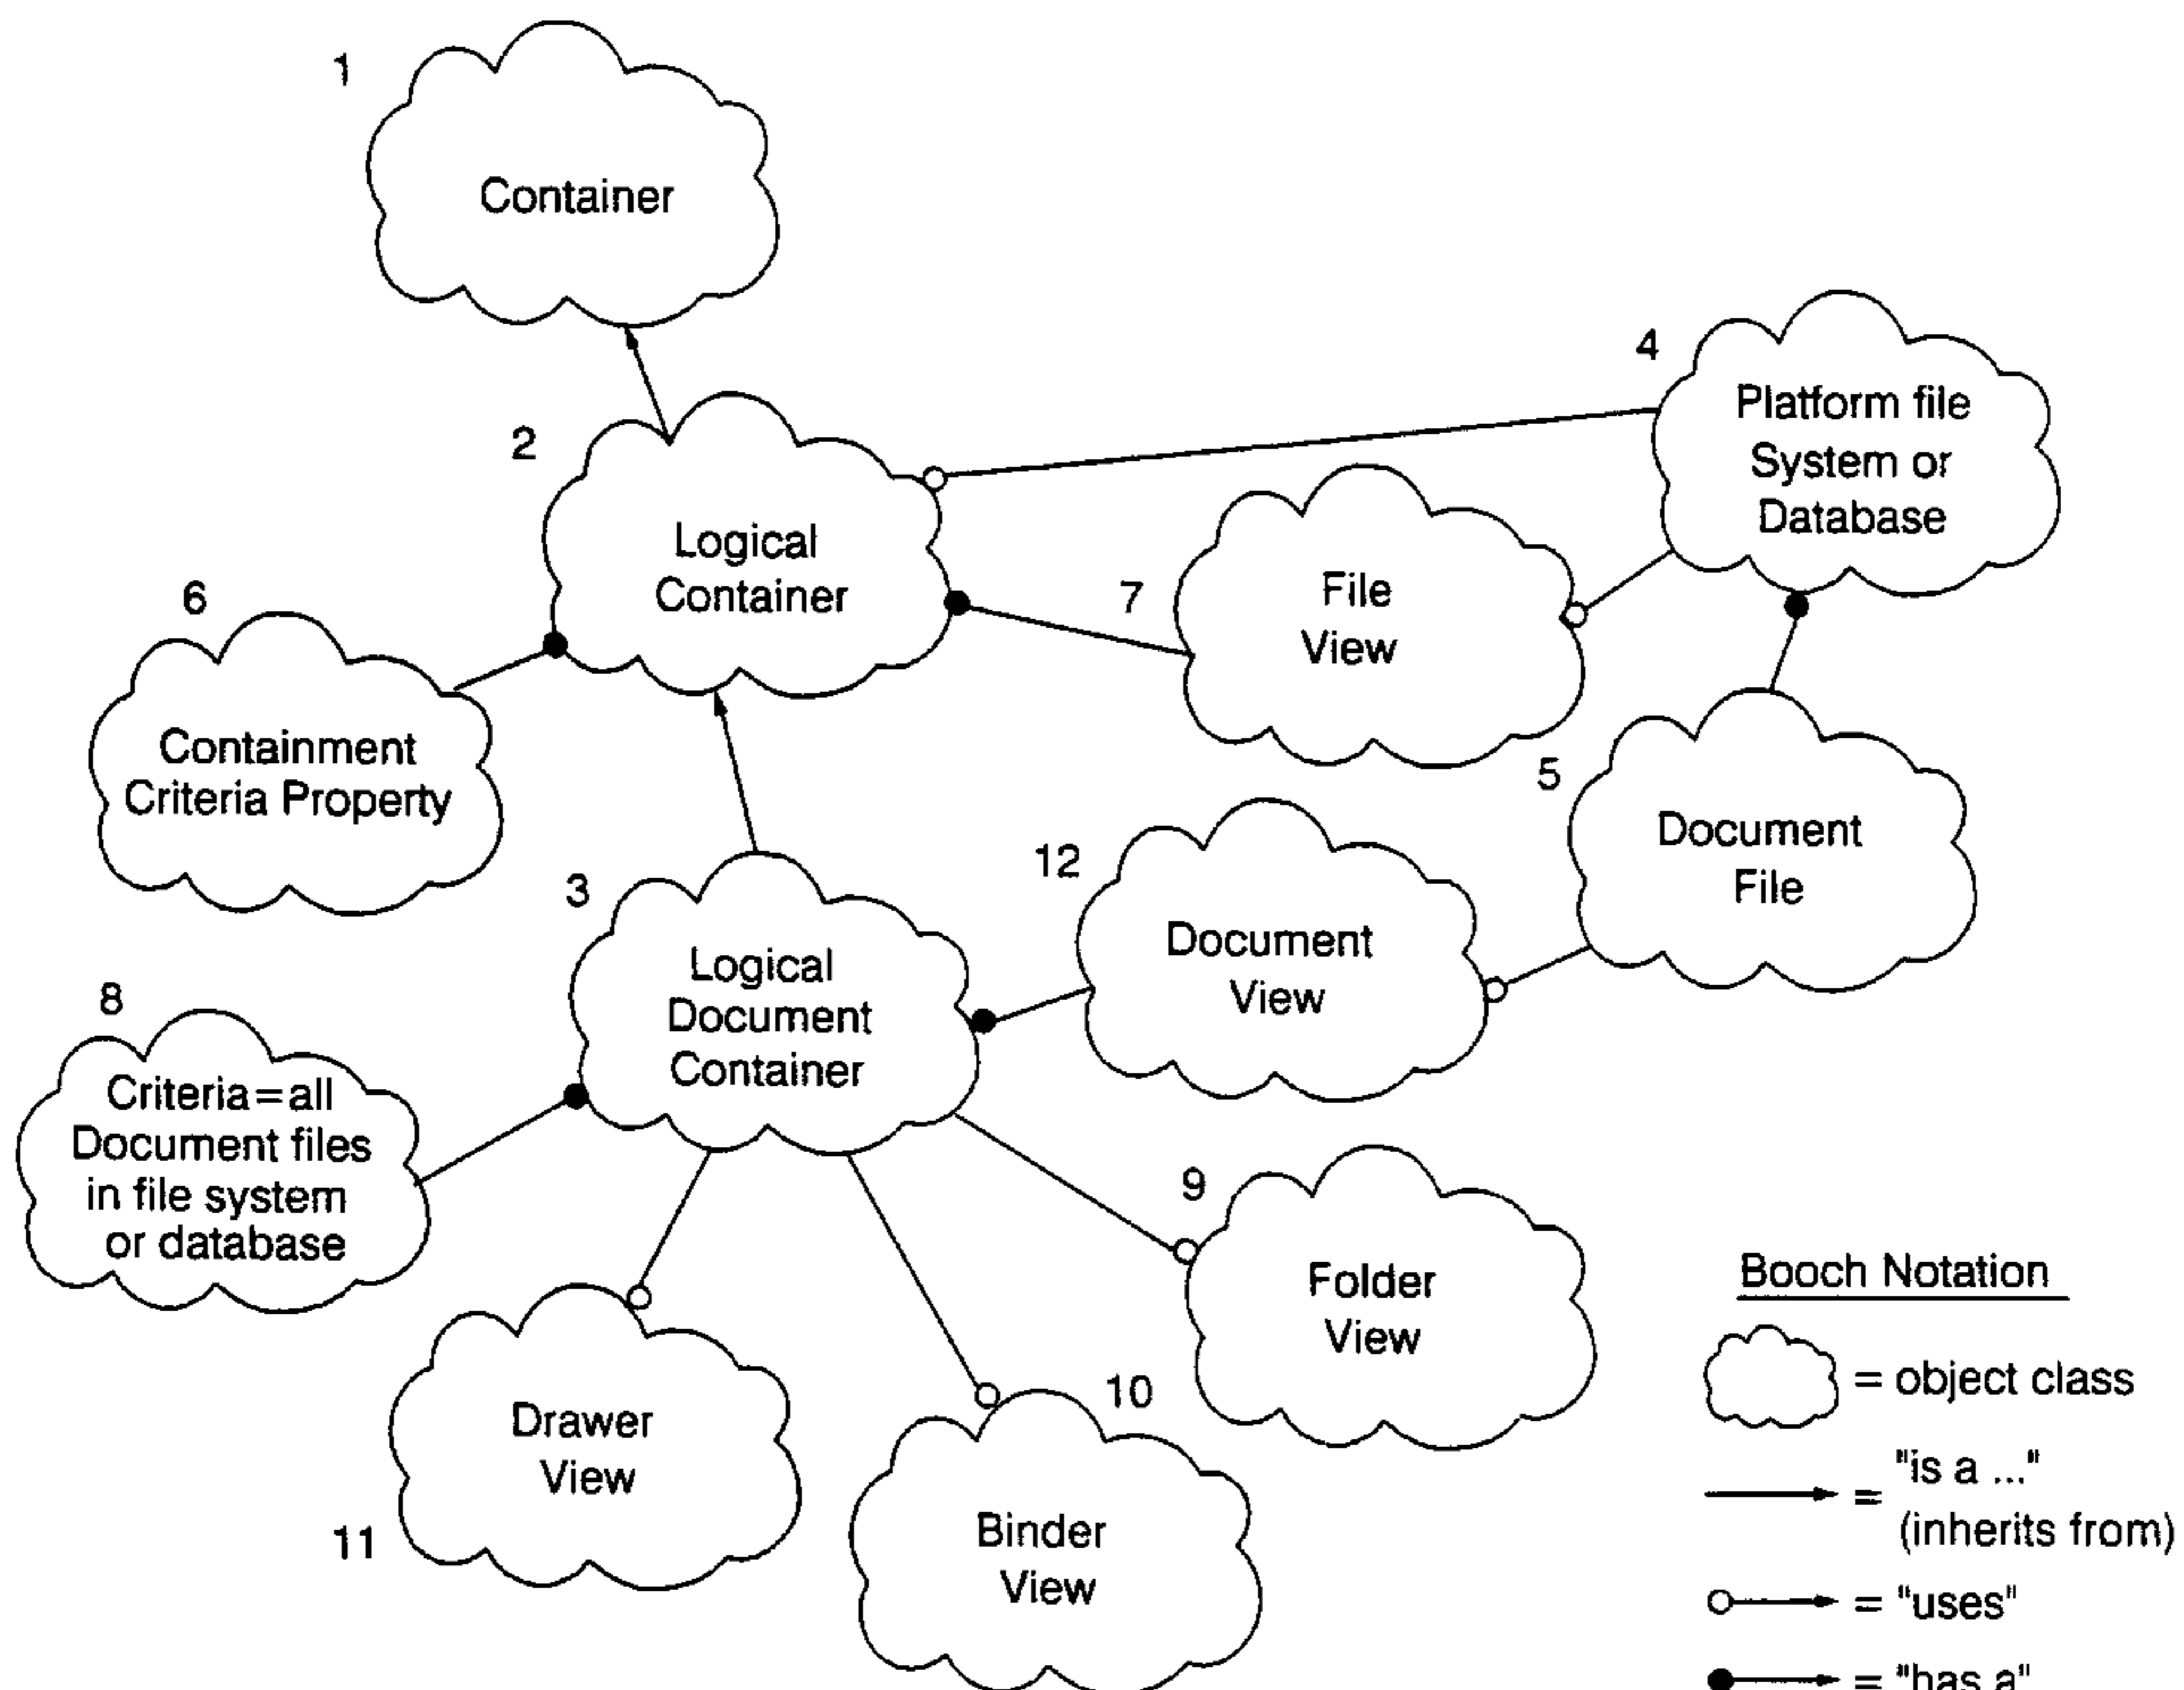 1
Container
2
Logical
Container
4
Platform file
System or
Database
7
File
View
6
Containment
Criteria Property
5
Document
File
12
Document
View
3
Logical
Document
Container
8
Criteria=all
Document files
in file system
or database
9
Folder
View
11
Drawer
View
10
Binder
View
Booch Notation
= object class
= "is a ..."
(inherits from)
= "uses"
= "has a"